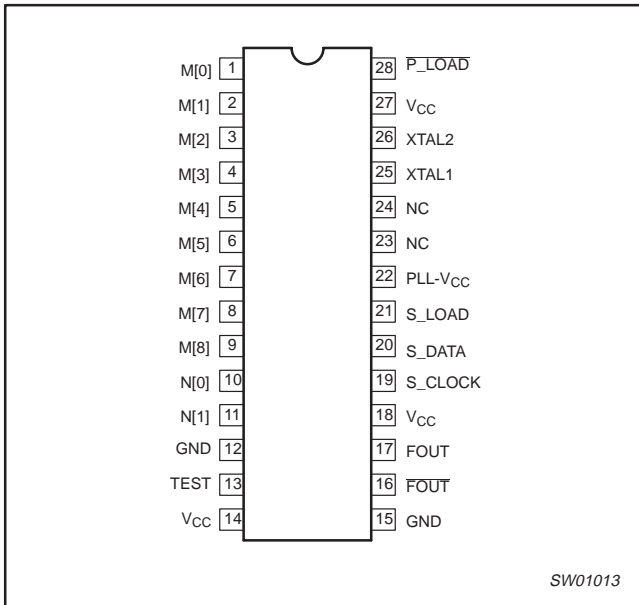 M[0] 1 28 P_LOAD
M[1] 2 27 VCC
M[2] 3 26 XTAL2
M[3] 4 25 XTAL1
M[4] 5 24 NC
M[5] 6 23 NC
M[6] 7 22 PLL-VCC
M[7] 8 21 S_LOAD
M[8] 9 20 S_DATA
N[0] 10 19 S_CLOCK
N[1] 11 18 VCC
GND 12 17 FOUT
TEST 13 16 FOUT
VCC 14 15 GND
SW01013